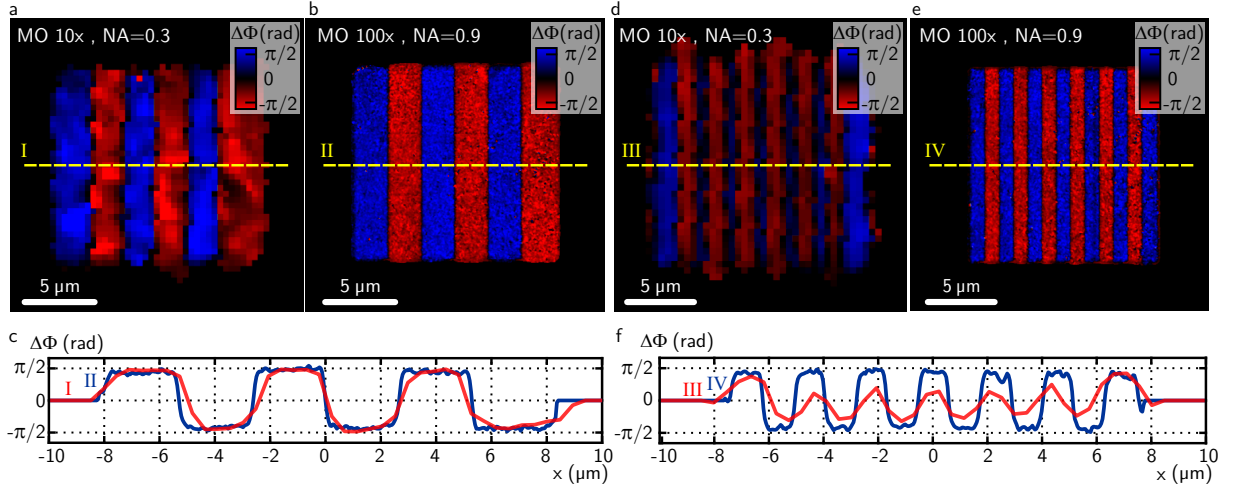 a
MO 10x , NA=0.3
ΔΦ(rad)
π/2
0
-π/2
I
5 µm
b
MO 100x , NA=0.9
ΔΦ(rad)
π/2
0
-π/2
II
5 µm
d
MO 10x , NA=0.3
ΔΦ(rad)
π/2
0
-π/2
III
5 µm
e
MO 100x , NA=0.9
ΔΦ(rad)
π/2
0
-π/2
IV
5 µm
c
ΔΦ (rad)
π/2
0
-π/2
I II
-10 -8 -6 -4 -2 0 2 4 6 8 10
x (µm)
f
ΔΦ (rad)
π/2
0
-π/2
III IV
-10 -8 -6 -4 -2 0 2 4 6 8 10
x (µm)